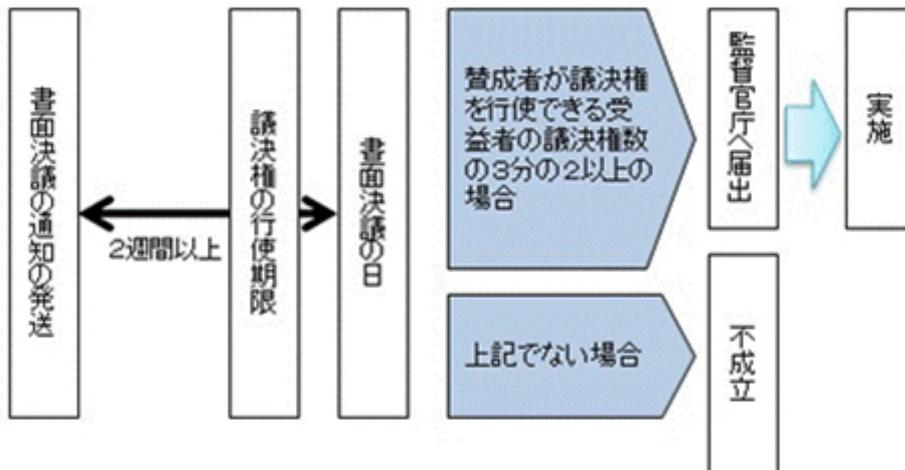 書面決議の通知の発送
2週間以上
議決権の行使期限
書面決議の日
賛成者が議決権
を行使できる受
益者の議決権数
の3分の2以上の
場合
上記でない場合
監督官庁へ届出
不成立
実施